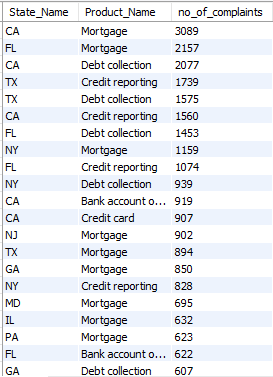 State_Name Product_Name no_of_complaints
CA Mortgage 3089
FL Mortgage 2157
CA Debt collection 2077
TX Credit reporting 1739
TX Debt collection 1575
CA Credit reporting 1560
FL Debt collection 1453
NY Mortgage 1159
FL Credit reporting 1074
NY Debt collection 939
CA Bank account o... 919
CA Credit card 907
NJ Mortgage 902
TX Mortgage 894
GA Mortgage 850
NY Credit reporting 828
MD Mortgage 695
IL Mortgage 632
PA Mortgage 623
FL Bank account o... 622
GA Debt collection 607